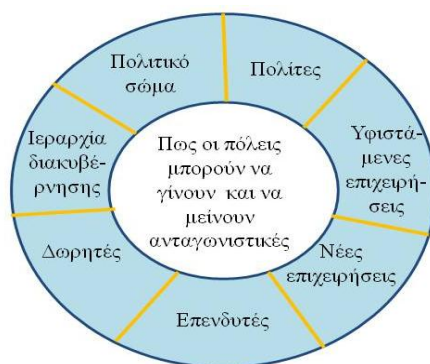 Πολιτικό
σώμα
Πολίτες
Υφιστά-
μενες
επιχειρή-
σεις
Νέες
επιχειρήσεις
Επενδυτές
Δωρητές
Ιεραρχία
διακυβέ-
ρνησης
Πως οι πόλεις
μπορούν να
γίνουν και να
μείνουν
ανταγωνιστικές